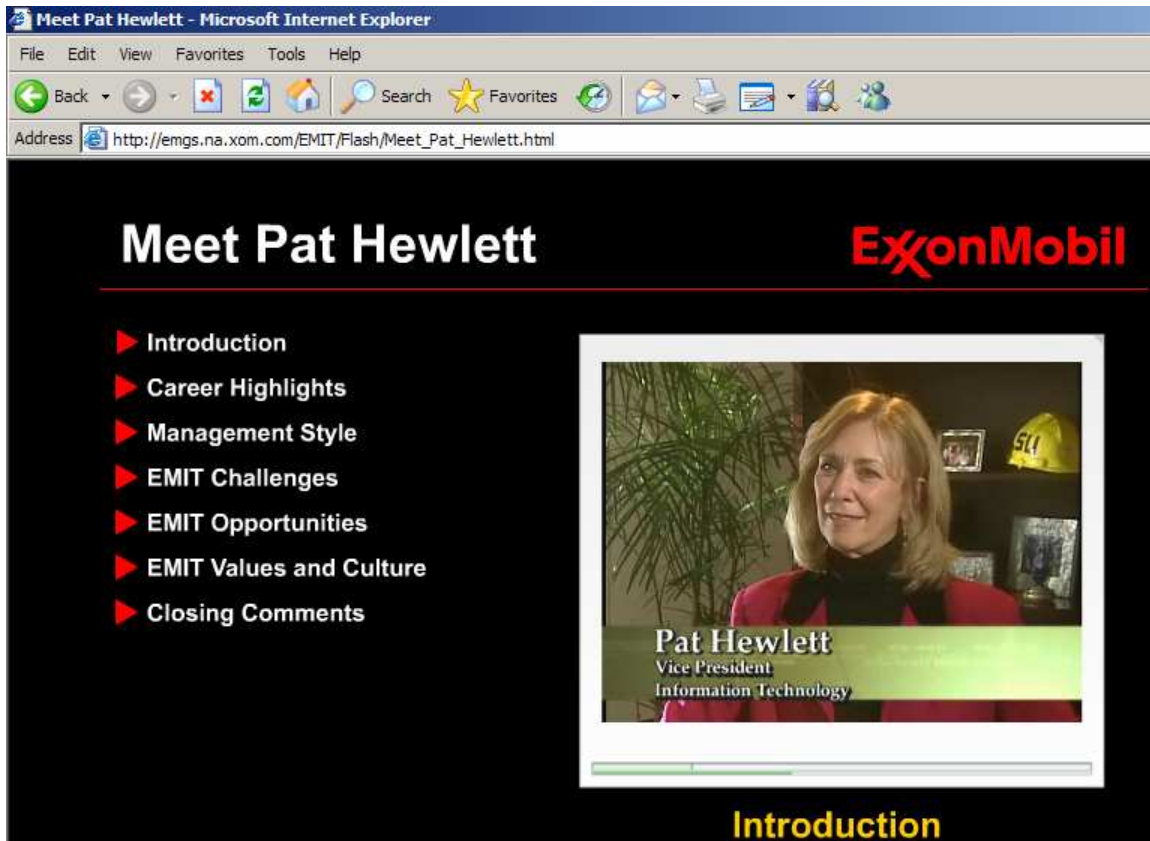 Meet Pat Hewlett - Microsoft Internet Explorer
File Edit View Favorites Tools Help
Back Search Favorites
Address http://emgs.na.xom.com/EMIT/Flash/Meet_Pat_Hewlett.html
Meet Pat Hewlett
ExxonMobil
Introduction
Career Highlights
Management Style
EMIT Challenges
EMIT Opportunities
EMIT Values and Culture
Closing Comments
Pat Hewlett
Vice President
Information Technology
Introduction